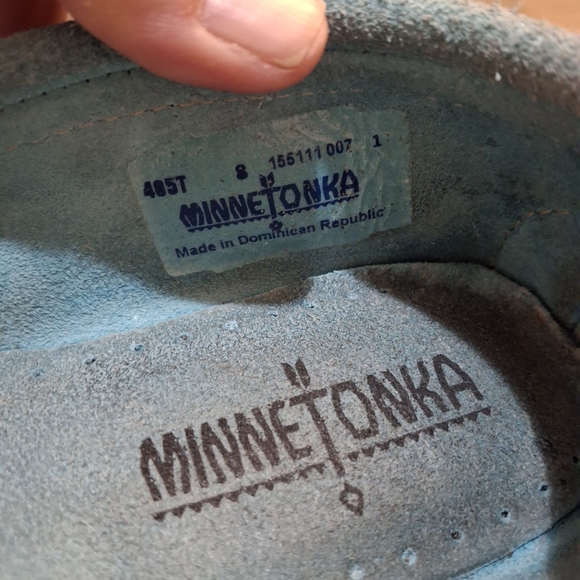 485T 8 155111 007 1
MINNETONKA
Made in Dominican Republic
MINNETONKA